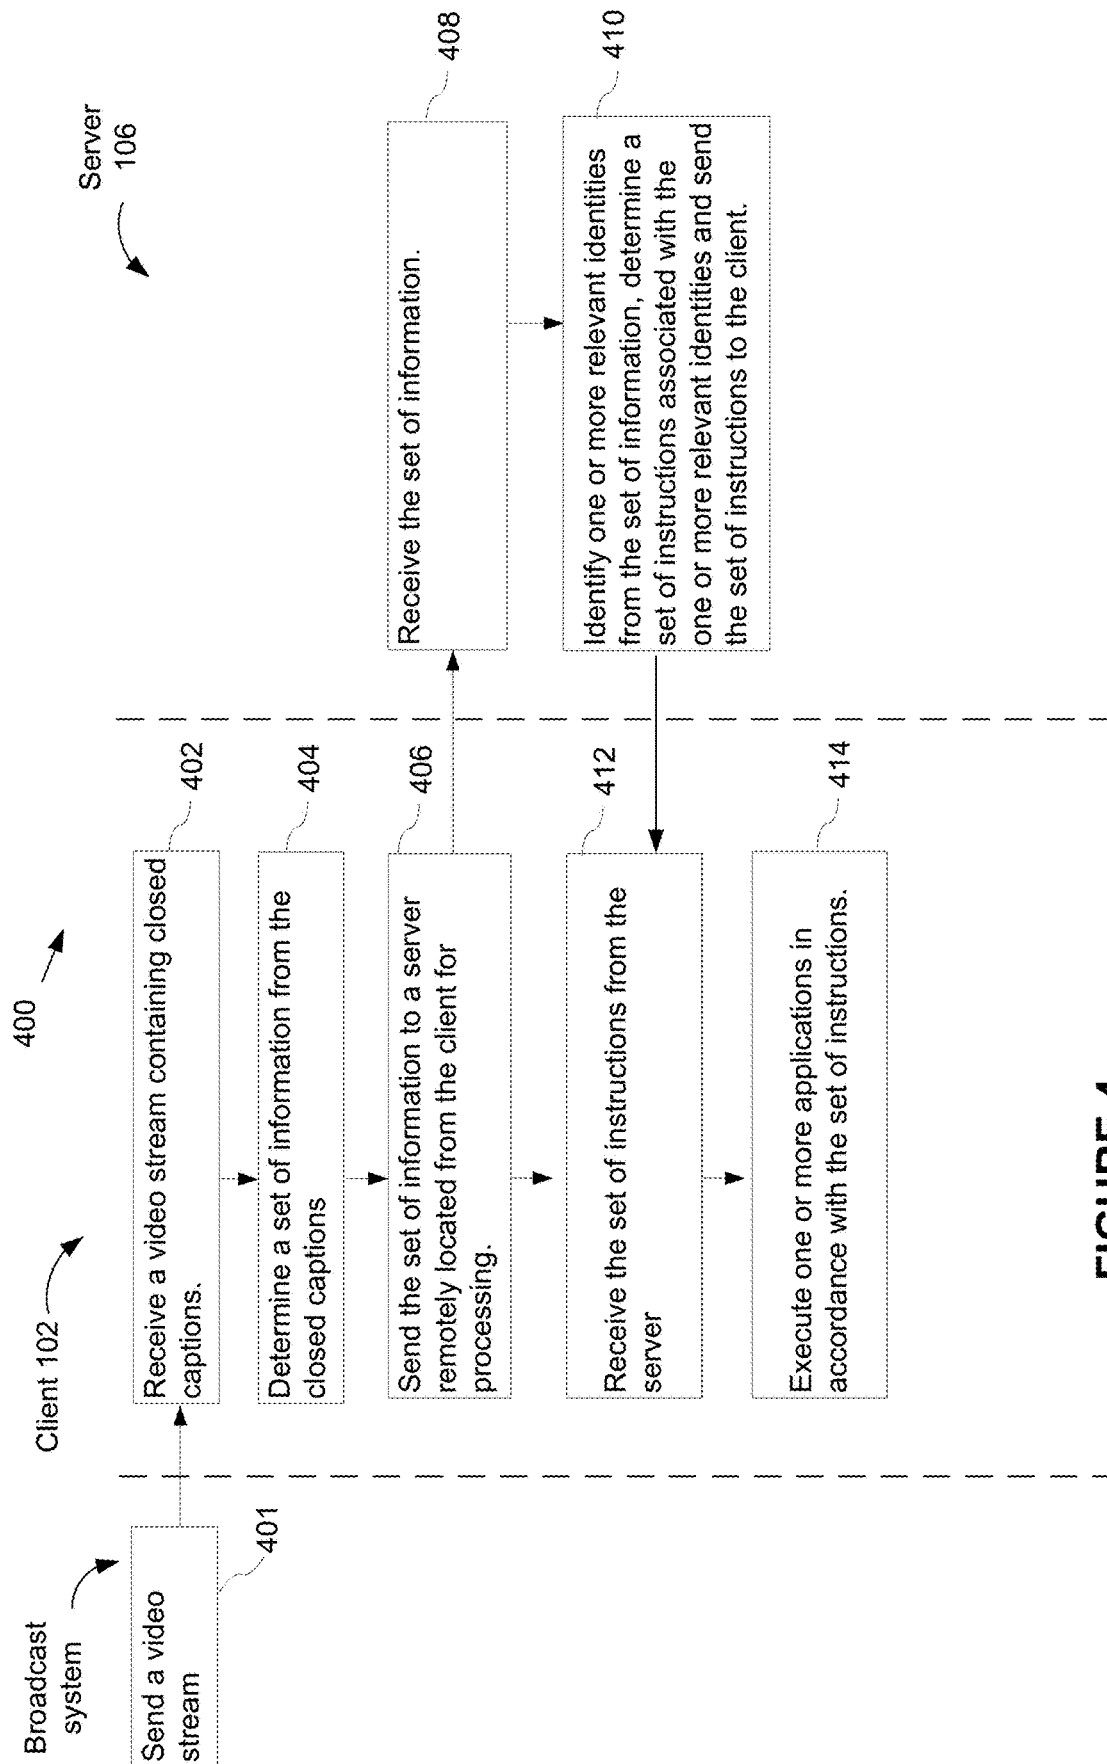 400
Broadcast
system
Client 102
Server
106
Send a video
stream
401
Receive a video stream containing closed
captions.
402
Determine a set of information from the
closed captions
404
Send the set of information to a server
remotely located from the client for
processing.
406
Receive the set of information.
408
Identify one or more relevant identities
from the set of information, determine a
set of instructions associated with the
one or more relevant identities and send
the set of instructions to the client.
410
Receive the set of instructions from the
server
412
Execute one or more applications in
accordance with the set of instructions.
414
FIGURE 4